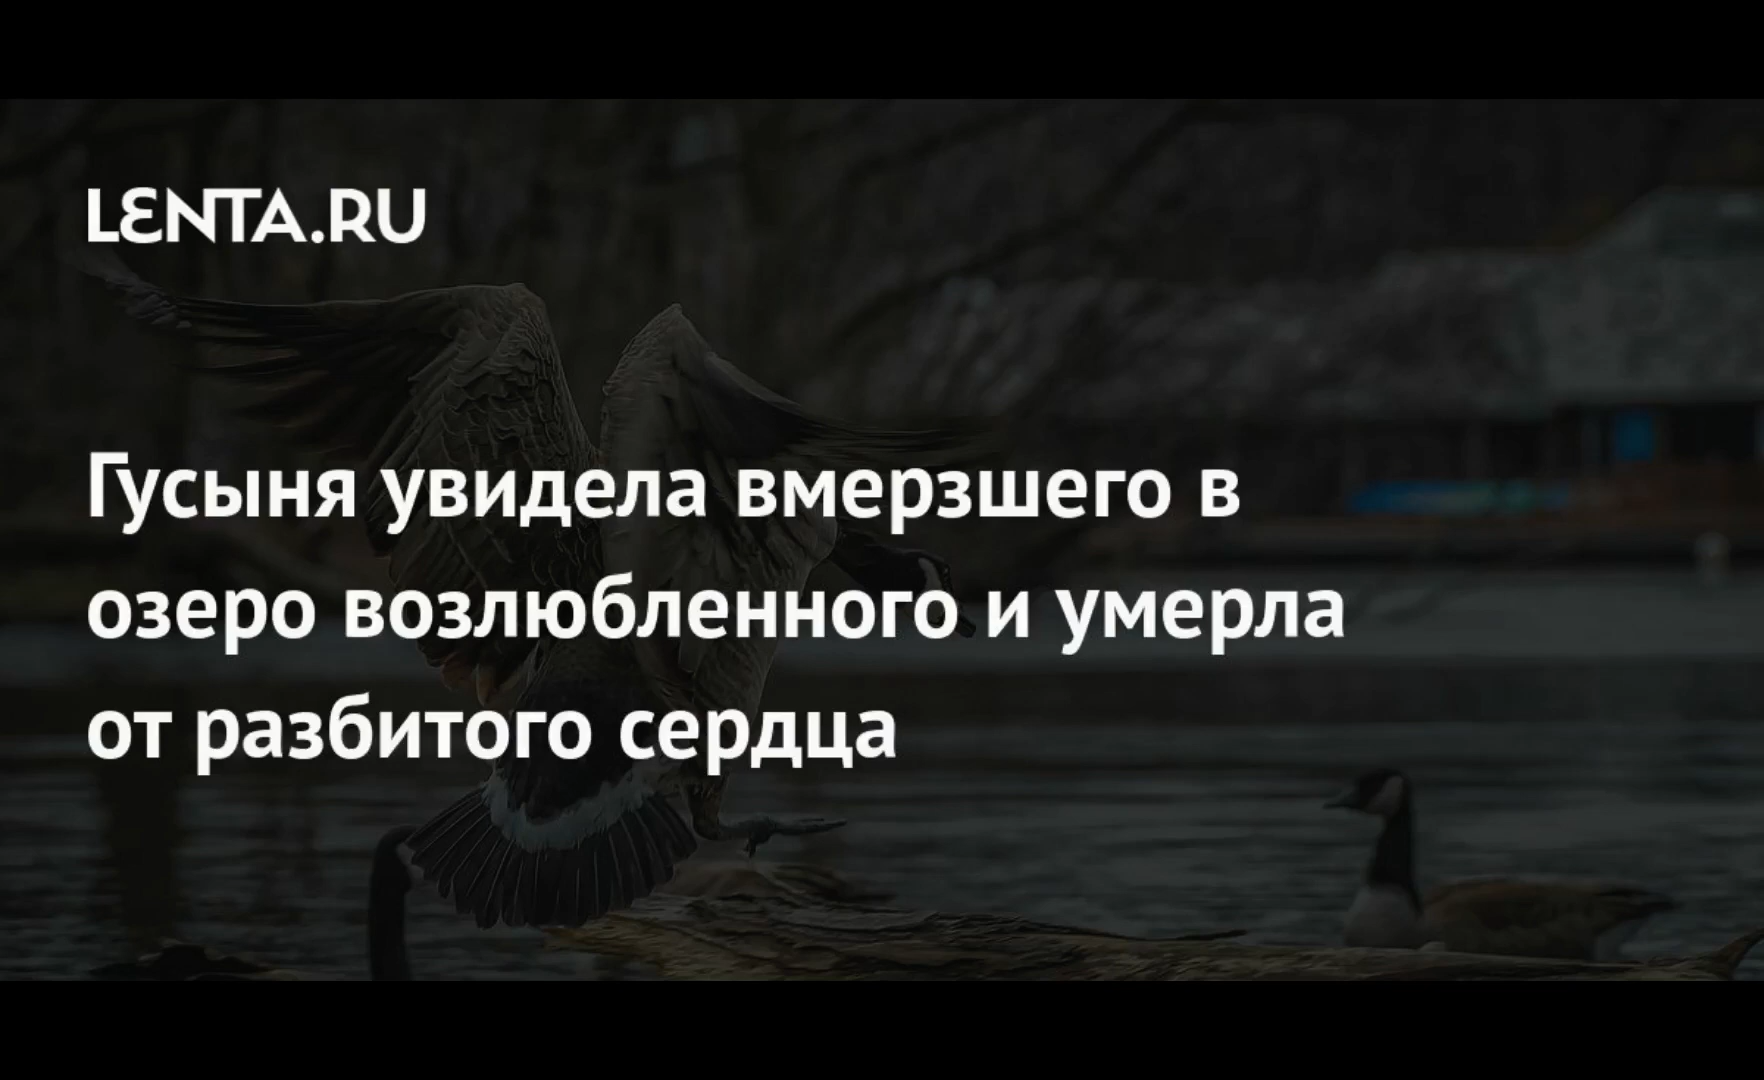 LENTA.RU
Гусыня увидела вмерзшего в
озеро возлюбленного и умерла
от разбитого сердца